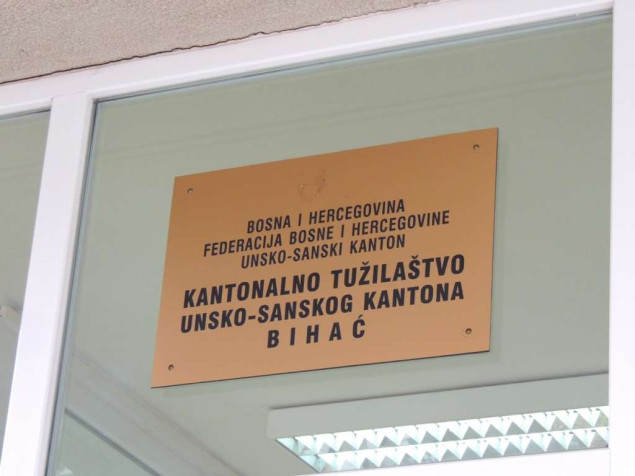 BOSNA I HERCEGOVINA
FEDERACIJA BOSNE I HERCEGOVINE
UNSKO-SANSKI KANTON
KANTONALNO TUŽILAŠTVO
UNSKO-SANSKOG KANTONA
BIHAĆ